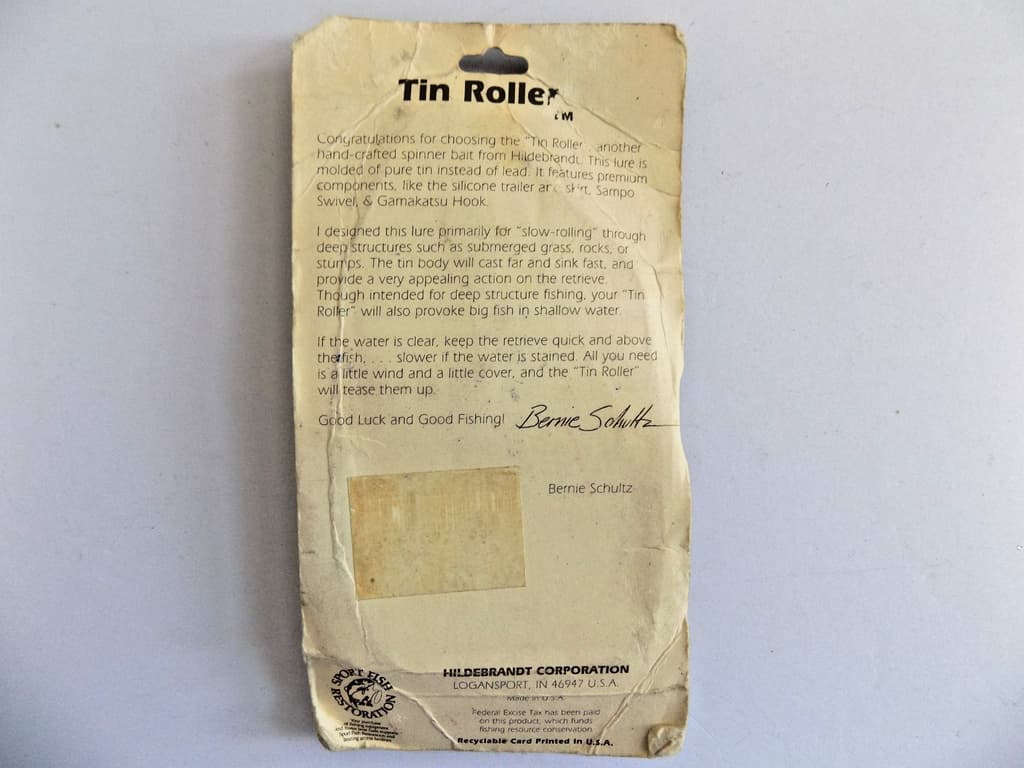 Tin Roller
TM
Congratulations for choosing the "Tin Roller, another
hand-crafted spinner bait from Hildebrandt. This lure is
molded of pure tin instead of lead. It features premium
components, like the silicone trailer and skirt, Sampo
Swivel, & Gamakatsu Hook.
I designed this lure primarily for "slow-rolling" through
deep structures such as submerged grass, rocks, or
stumps. The tin body will cast far and sink fast, and
provide a very appealing action on the retrieve.
Though intended for deep structure fishing, your "Tin
Roller" will also provoke big fish in shallow water.
If the water is clear, keep the retrieve quick and above
the fish, . . . slower if the water is stained. All you need
is a little wind and a little cover, and the "Tin Roller"
will tease them up.
Good Luck and Good Fishing! Bernie Schultz
Bernie Schultz
SPORT FISH
RESTORATION
Your purchase
of fishing equipment
HILDEBRANDT CORPORATION
LOGANSPORT, IN 46947 U.S.A.
Made in U.S.A.
Federal Excise Tax has been paid
on this product, which funds
fishing resource conservation
Recyclable Card Printed in U.S.A.